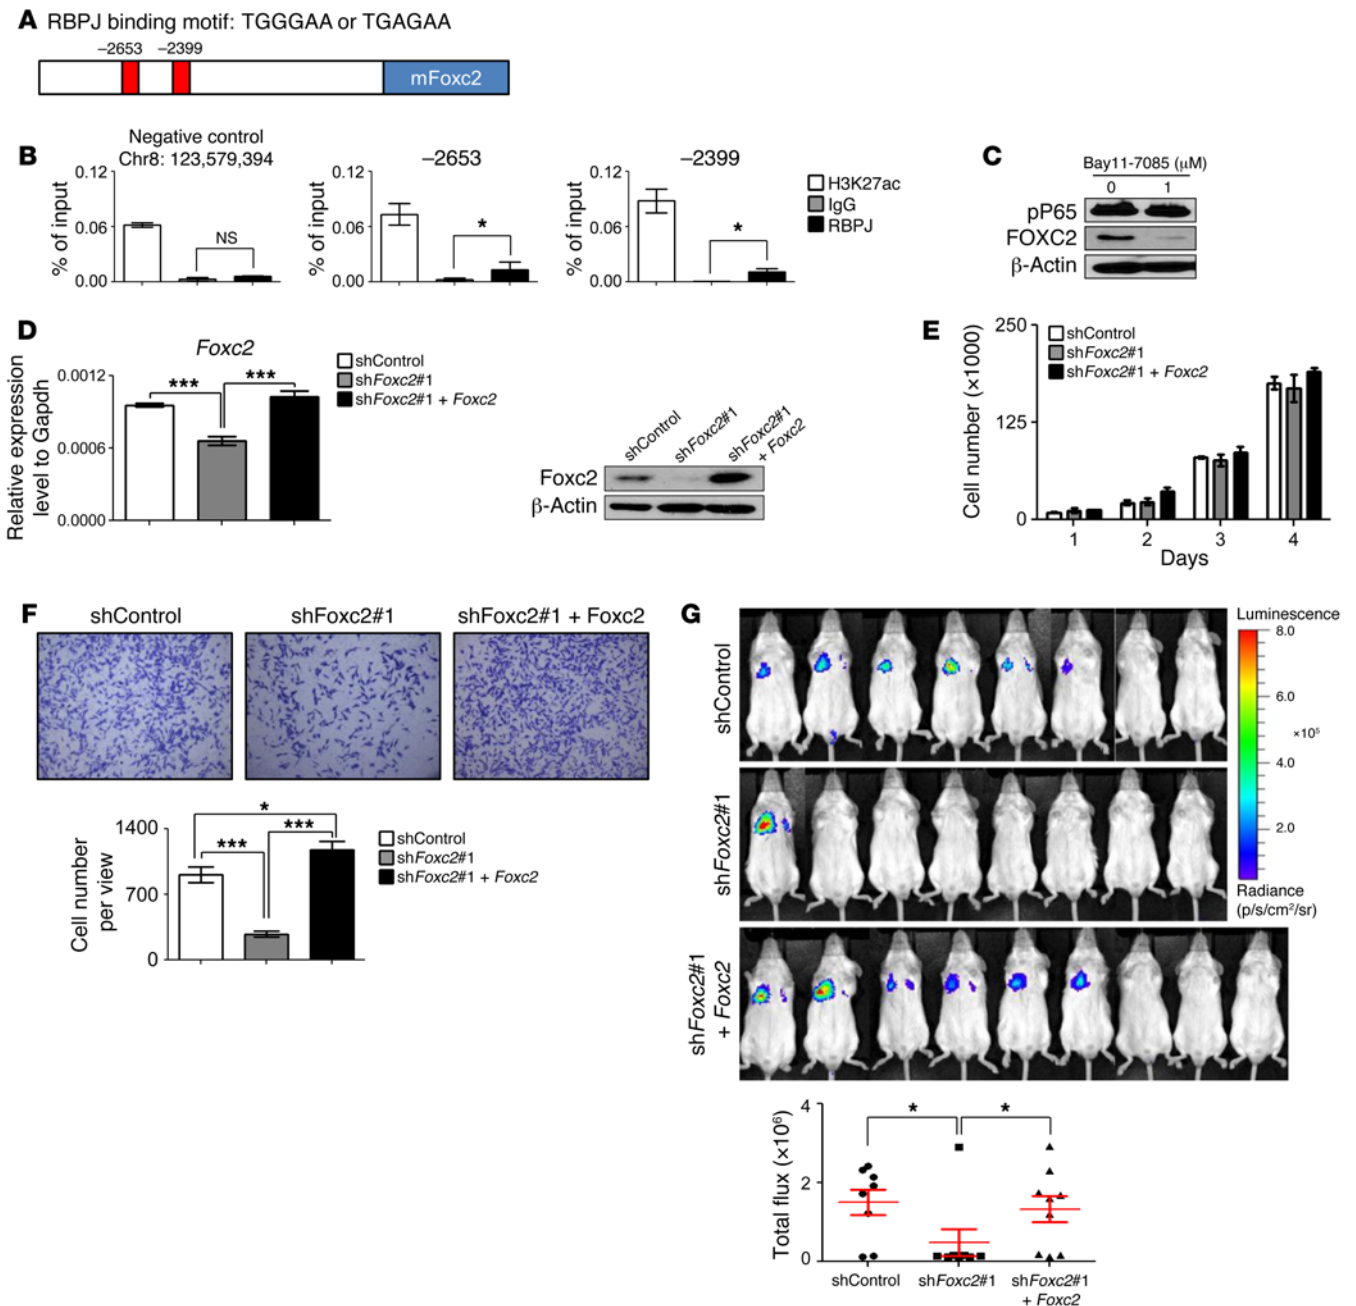 A RBPJ binding motif: TGGGAA or TGAGAA
–2653 –2399
mFoxc2
B
Negative control
Chr8: 123,579,394
% of input
0.12
0.06
0.00
NS
–2653
% of input
0.12
0.06
0.00
*
–2399
% of input
0.12
0.06
0.00
*
H3K27ac
IgG
RBPJ
C
Bay11-7085 (μM)
0 1
pP65
FOXC2
β-Actin
D
Foxc2
Relative expression
level to Gapdh
0.0012
0.0006
0.0000
*** ***
shControl
shFoxc2#1
shFoxc2#1 + Foxc2
shControl
shFoxc2#1
shFoxc2#1
+ Foxc2
Foxc2
β-Actin
E
Cell number (×1000)
250
125
0
shControl
shFoxc2#1
shFoxc2#1 + Foxc2
1 2 3 4
Days
F
shControl shFoxc2#1 shFoxc2#1 + Foxc2
Cell number
per view
1400
700
0
*
*** ***
shControl
shFoxc2#1
shFoxc2#1 + Foxc2
G
shControl
shFoxc2#1
shFoxc2#1
+ Foxc2
Luminescence
8.0
6.0
×10⁵
4.0
2.0
Radiance
(p/s/cm²/sr)
Total flux (×10⁶)
4
2
0
* *
shControl shFoxc2#1 shFoxc2#1
+ Foxc2